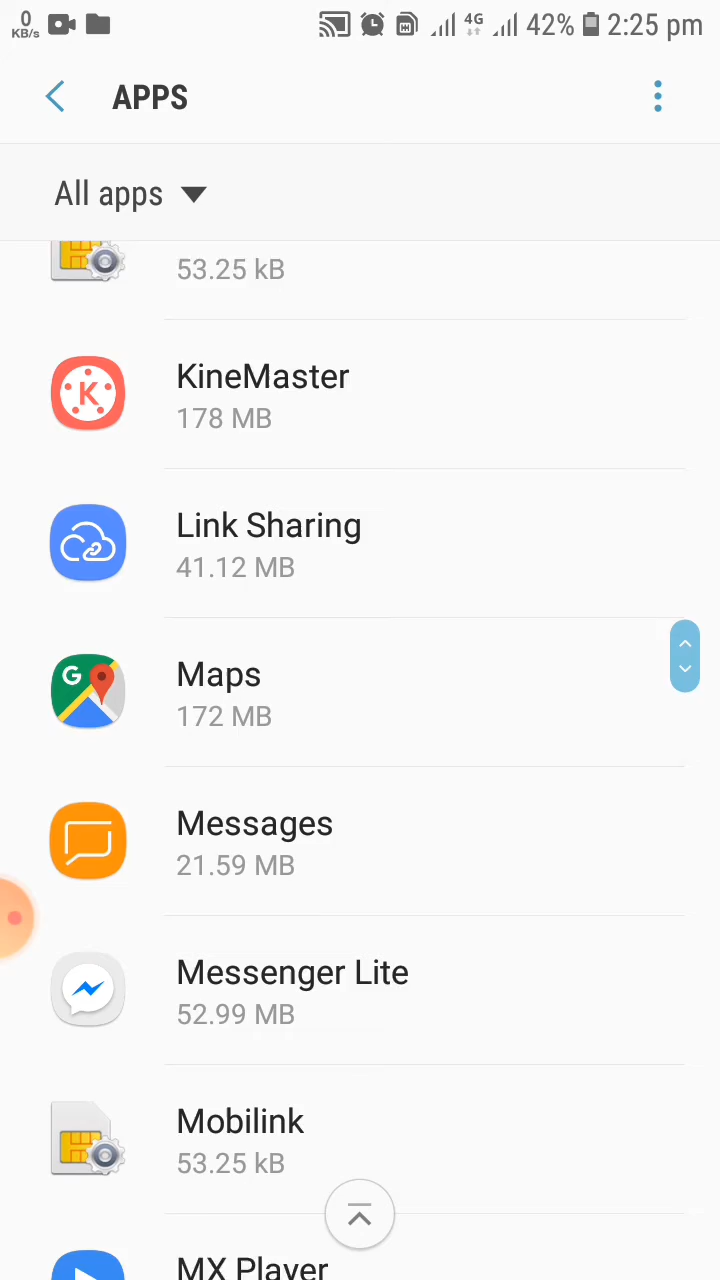 0
KB/s
4G
42%
2:25 pm
APPS
All apps
53.25 kB
K
KineMaster
178 MB
Link Sharing
41.12 MB
G
Maps
172 MB
Messages
21.59 MB
Messenger Lite
52.99 MB
Mobilink
53.25 kB
MX Player